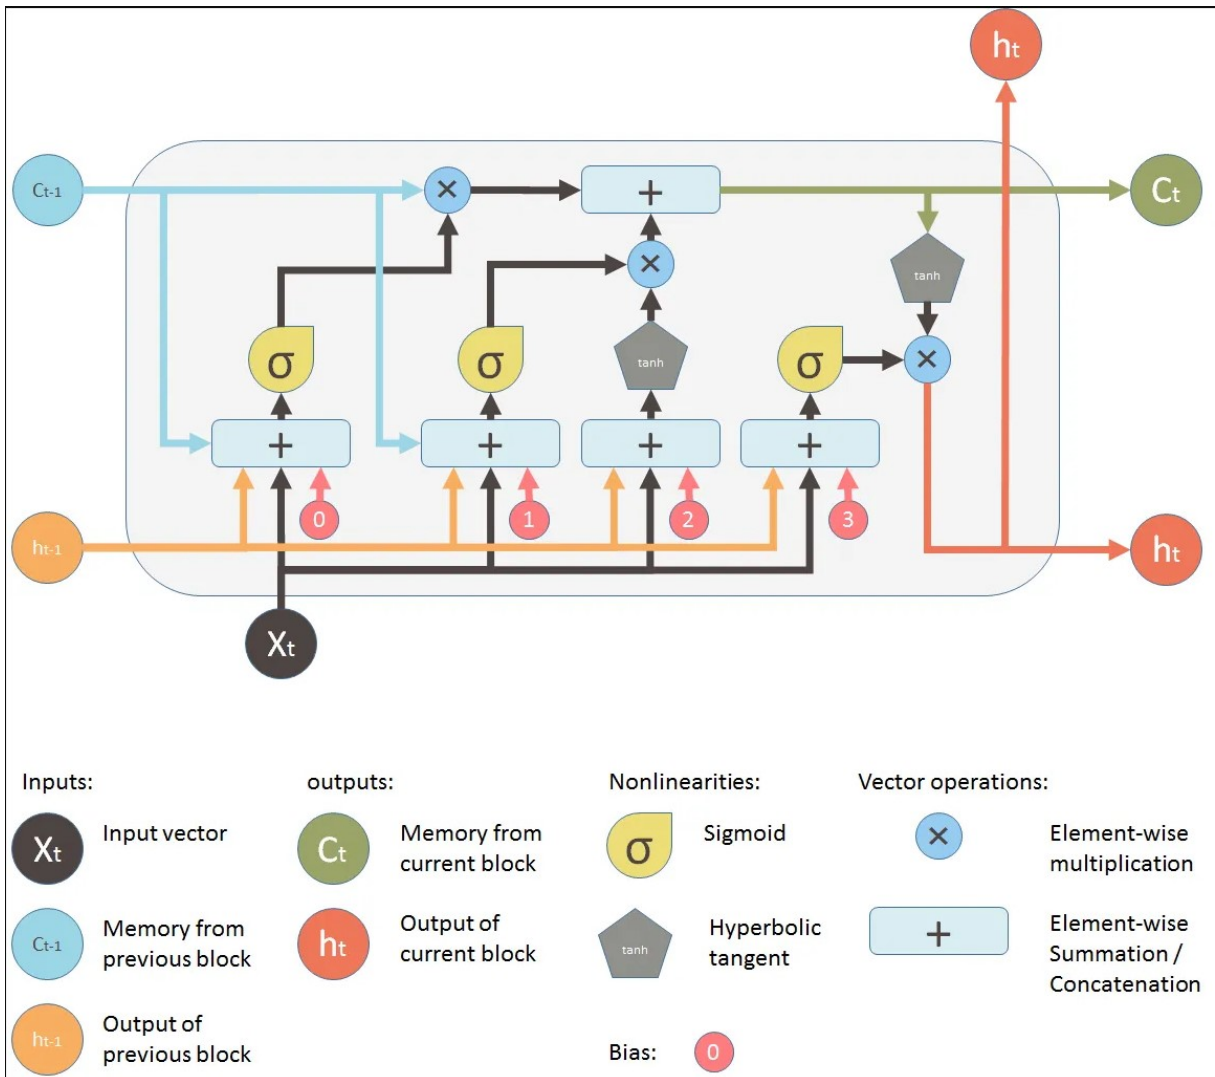 ht
Ct-1
×
+
Ct
×
tanh
σ
σ
tanh
σ
×
+
+
+
+
0
1
2
3
ht-1
ht
Xt
Inputs:
outputs:
Nonlinearities:
Vector operations:
Xt
Input vector
Ct
Memory from
current block
σ
Sigmoid
×
Element-wise
multiplication
Ct-1
Memory from
previous block
ht
Output of
current block
tanh
Hyperbolic
tangent
+
Element-wise
Summation /
Concatenation
ht-1
Output of
previous block
Bias:
0